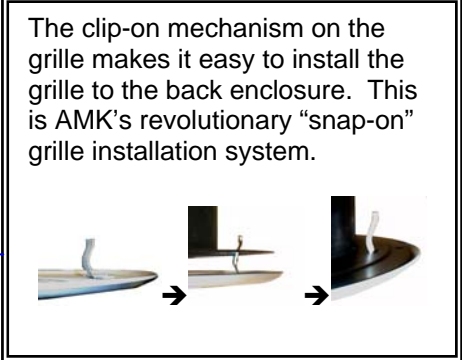 The clip-on mechanism on the
grille makes it easy to install the
grille to the back enclosure.  This
is AMK's revolutionary “snap-on”
grille installation system.